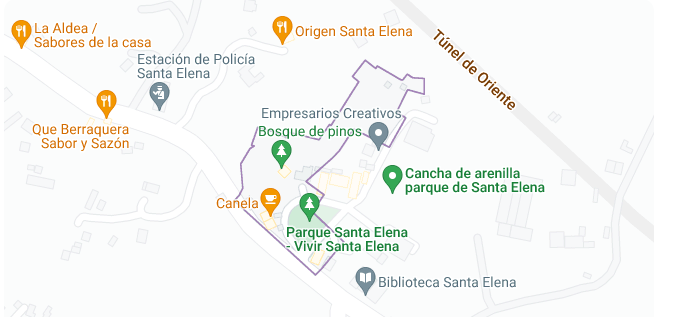 La Aldea /
Sabores de la casa
Origen Santa Elena
Túnel de Oriente
Estación de Policía
Santa Elena
Que Berraquera
Sabor y Sazón
Empresarios Creativos
Bosque de pinos
Cancha de arenilla
parque de Santa Elena
Canela
Parque Santa Elena
- Vivir Santa Elena
Biblioteca Santa Elena